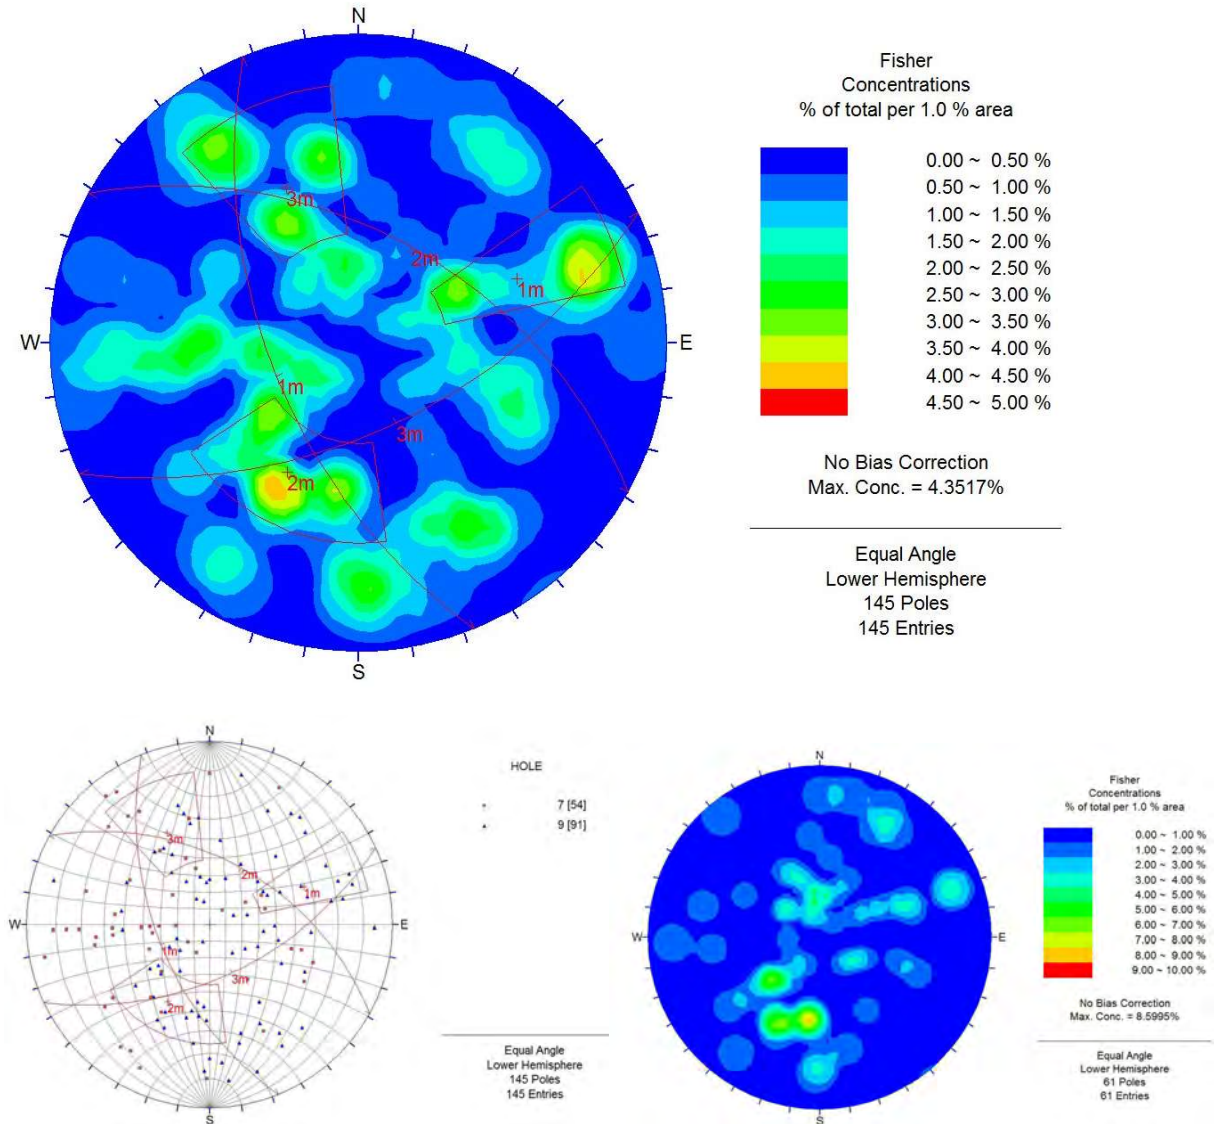 N
W
E
S
3m
2m
1m
1m
3m
2m
Fisher
Concentrations
% of total per 1.0 % area
0.00 ~ 0.50 %
0.50 ~ 1.00 %
1.00 ~ 1.50 %
1.50 ~ 2.00 %
2.00 ~ 2.50 %
2.50 ~ 3.00 %
3.00 ~ 3.50 %
3.50 ~ 4.00 %
4.00 ~ 4.50 %
4.50 ~ 5.00 %
No Bias Correction
Max. Conc. = 4.3517%
Equal Angle
Lower Hemisphere
145 Poles
145 Entries
N
W
E
S
3m
2m
1m
1m
3m
2m
HOLE
7 [54]
9 [91]
Equal Angle
Lower Hemisphere
145 Poles
145 Entries
N
W
E
S
Fisher
Concentrations
% of total per 1.0 % area
0.00 ~ 1.00 %
1.00 ~ 2.00 %
2.00 ~ 3.00 %
3.00 ~ 4.00 %
4.00 ~ 5.00 %
5.00 ~ 6.00 %
6.00 ~ 7.00 %
7.00 ~ 8.00 %
8.00 ~ 9.00 %
9.00 ~ 10.00 %
No Bias Correction
Max. Conc. = 8.5995%
Equal Angle
Lower Hemisphere
61 Poles
61 Entries